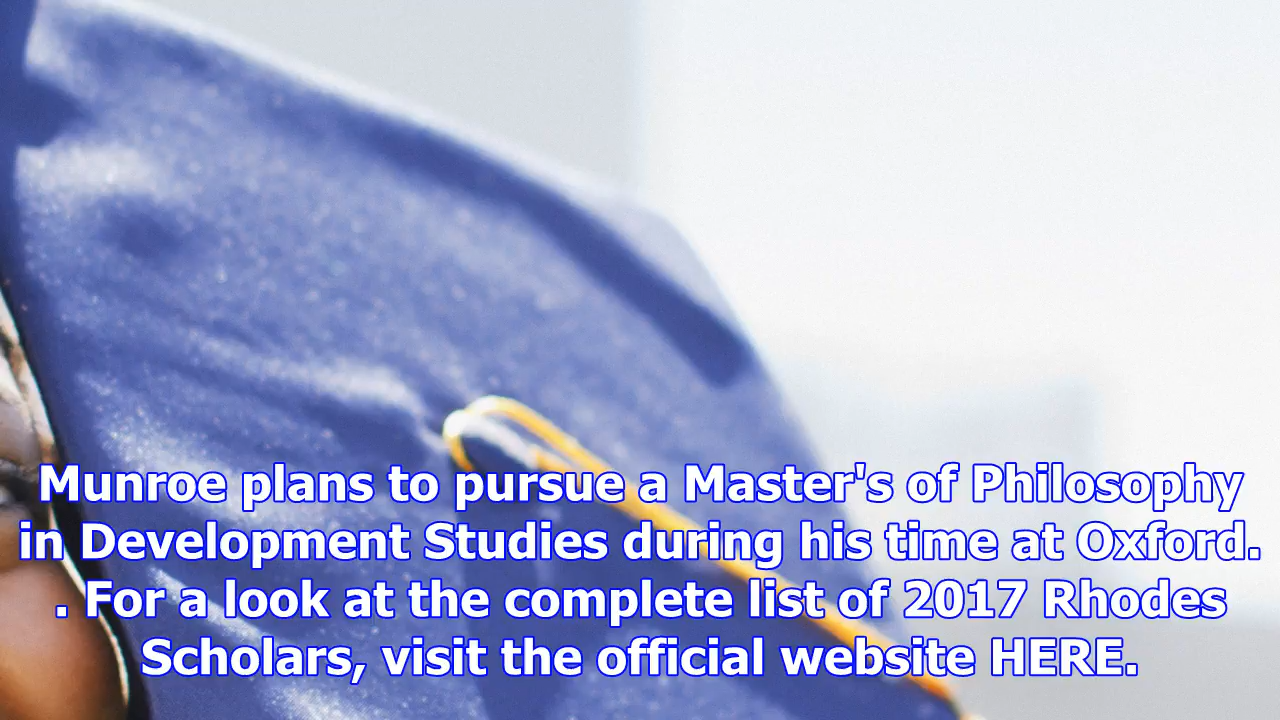 Munroe plans to pursue a Master's of Philosophy
in Development Studies during his time at Oxford.
. For a look at the complete list of 2017 Rhodes
Scholars, visit the official website HERE.